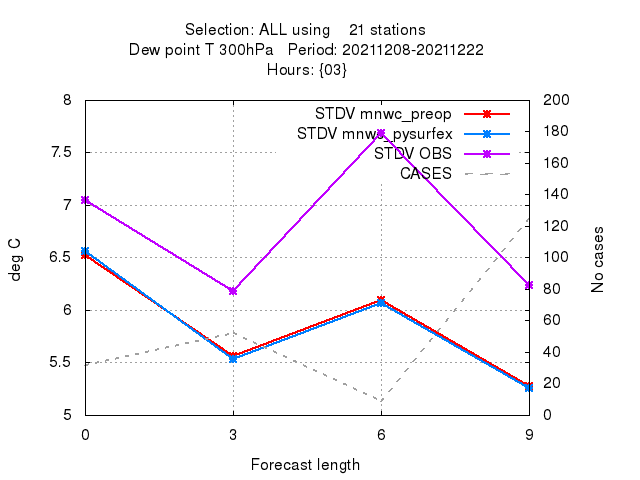 Selection: ALL using    21 stations
Dew point T 300hPa   Period: 20211208-20211222
Hours: {03}
STDV mnwc_preop
STDV mnwc_pysurfex
STDV OBS
CASES
deg C
No cases
8
7.5
7
6.5
6
5.5
5
200
180
160
140
120
100
80
60
40
20
0
0 3 6 9
Forecast length